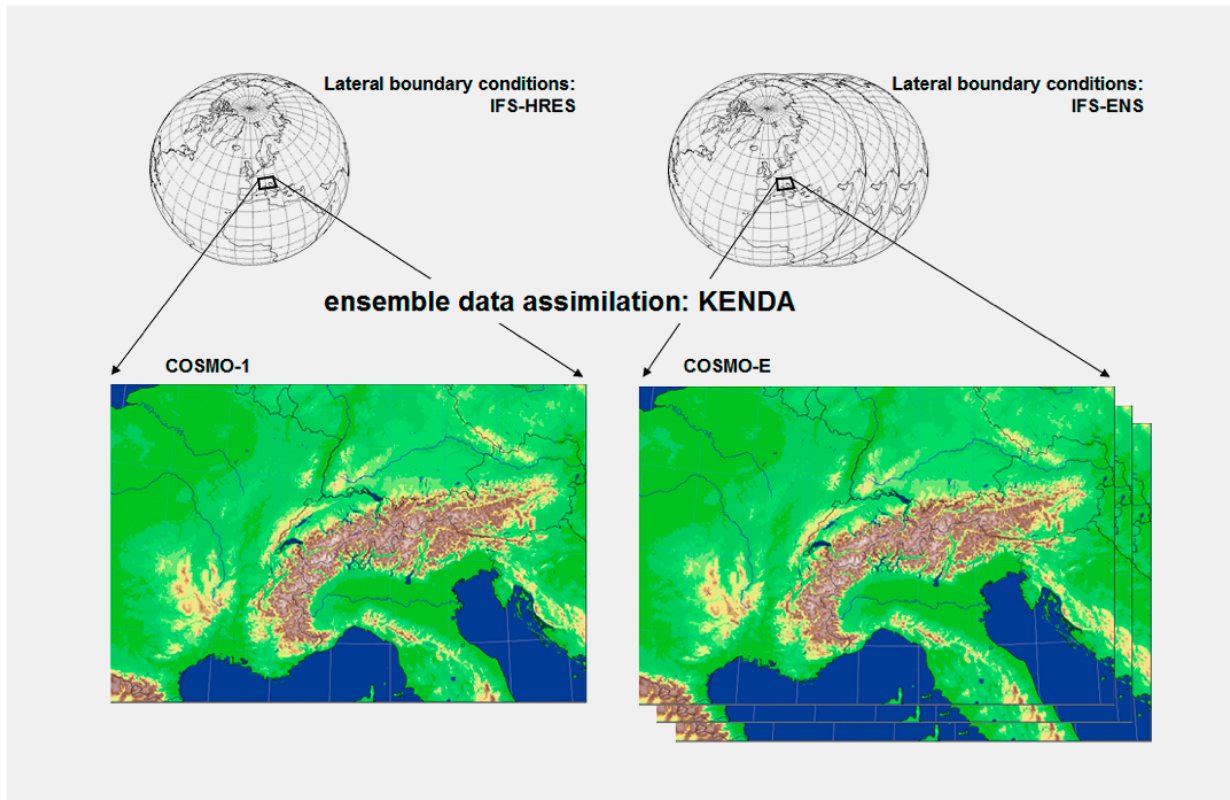 Lateral boundary conditions:
IFS-HRES
Lateral boundary conditions:
IFS-ENS
ensemble data assimilation: KENDA
COSMO-1
COSMO-E